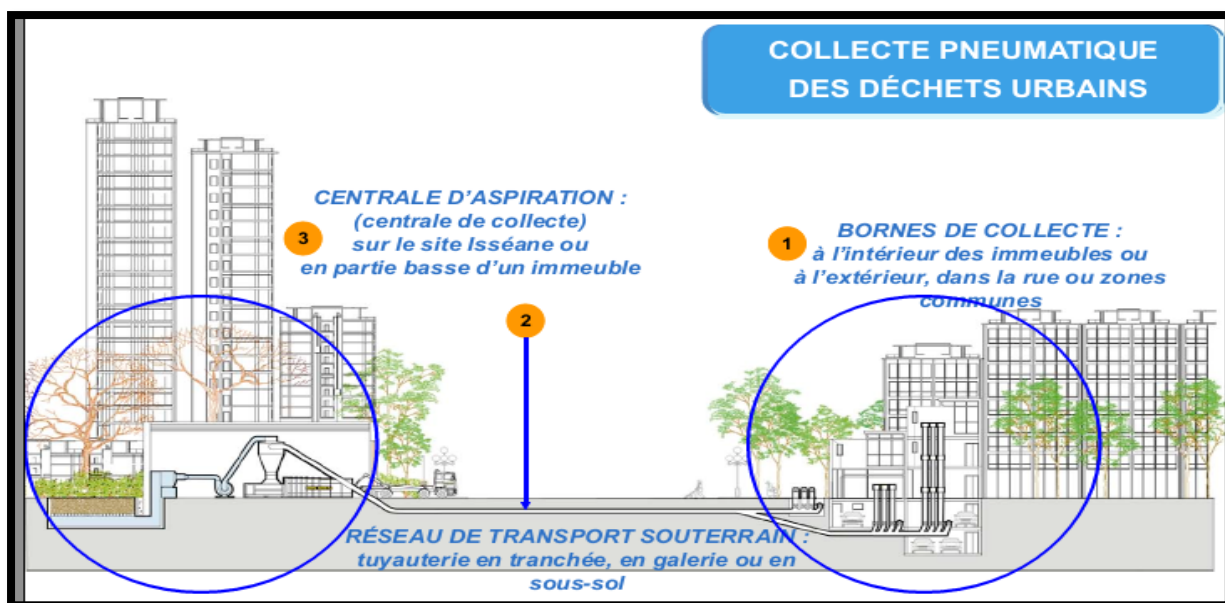 COLLECTE PNEUMATIQUE
DES DÉCHETS URBAINS
CENTRALE D'ASPIRATION :
(centrale de collecte)
3
sur le site Isséane ou
en partie basse d'un immeuble
1
BORNES DE COLLECTE :
à l'intérieur des immeubles ou
à l'extérieur, dans la rue ou zones
communes
2
RÉSEAU DE TRANSPORT SOUTERRAIN :
tuyauterie en tranchée, en galerie ou en
sous-sol